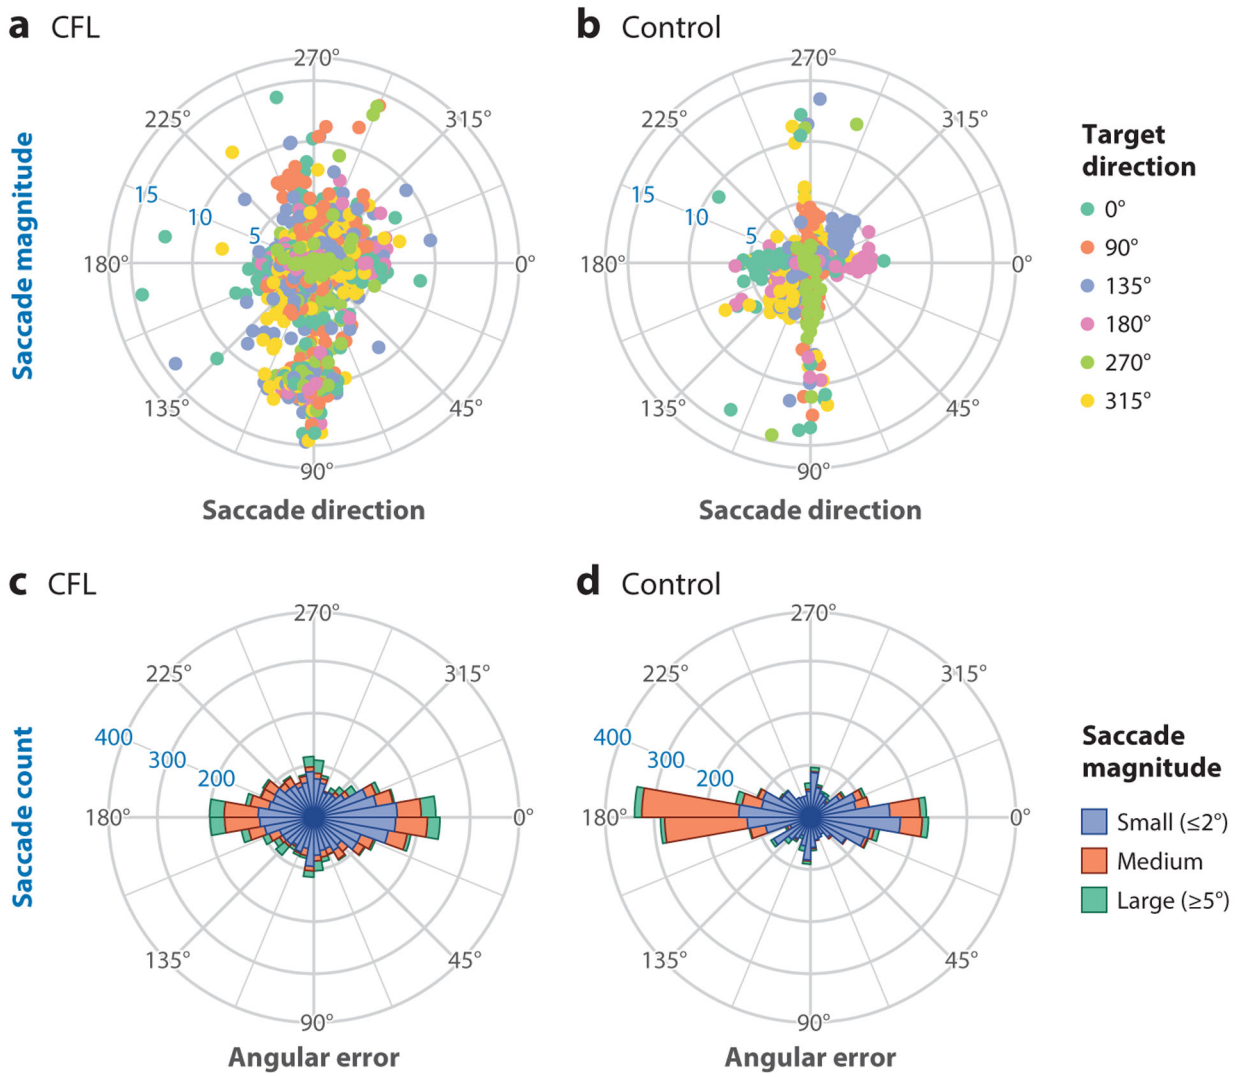 a CFL
b Control
270°
225°
315°
15
10
5
180°
0°
135°
45°
90°
Saccade magnitude
Saccade direction
270°
225°
315°
15
10
5
180°
0°
135°
45°
90°
Saccade direction
Target
direction
0°
90°
135°
180°
270°
315°
c CFL
d Control
270°
225°
315°
400
300
200
180°
0°
135°
45°
90°
Saccade count
Angular error
270°
225°
315°
400
300
200
180°
0°
135°
45°
90°
Angular error
Saccade
magnitude
Small (≤2°)
Medium
Large (≥5°)